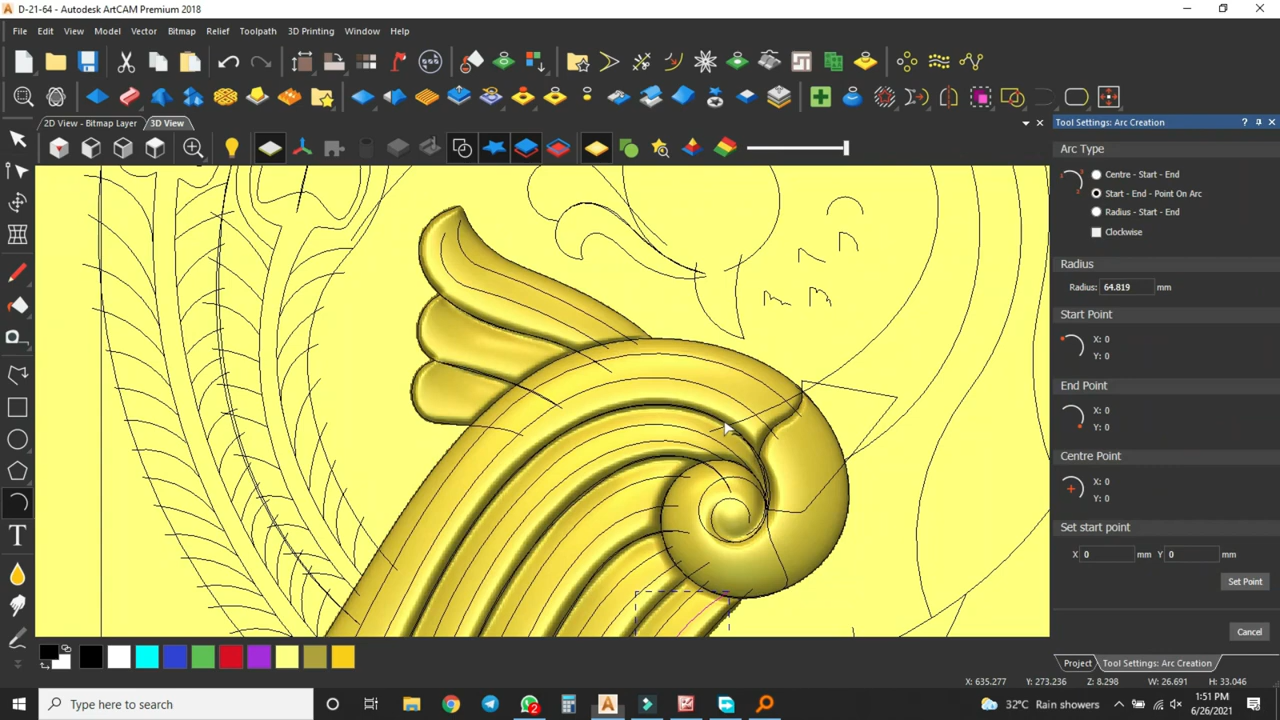 D-21-64 - Autodesk ArtCAM Premium 2018
File Edit View Model Vector Bitmap Relief Toolpath 3D Printing Window Help
2D View - Bitmap Layer 3D View
Tool Settings: Arc Creation
Arc Type
Centre - Start - End
Start - End - Point On Arc
Radius - Start - End
Clockwise
Radius
Radius: 64.819 mm
Start Point
X: 0
Y: 0
End Point
X: 0
Y: 0
Centre Point
X: 0
Y: 0
Set start point
X 0 mm Y 0 mm
Set Point
Cancel
Project Tool Settings: Arc Creation
X: 635.277 Y: 273.236 Z: 8.298 W: 26.691 H: 33.046
Type here to search
2
32°C Rain showers
1:51 PM
6/26/2021
3